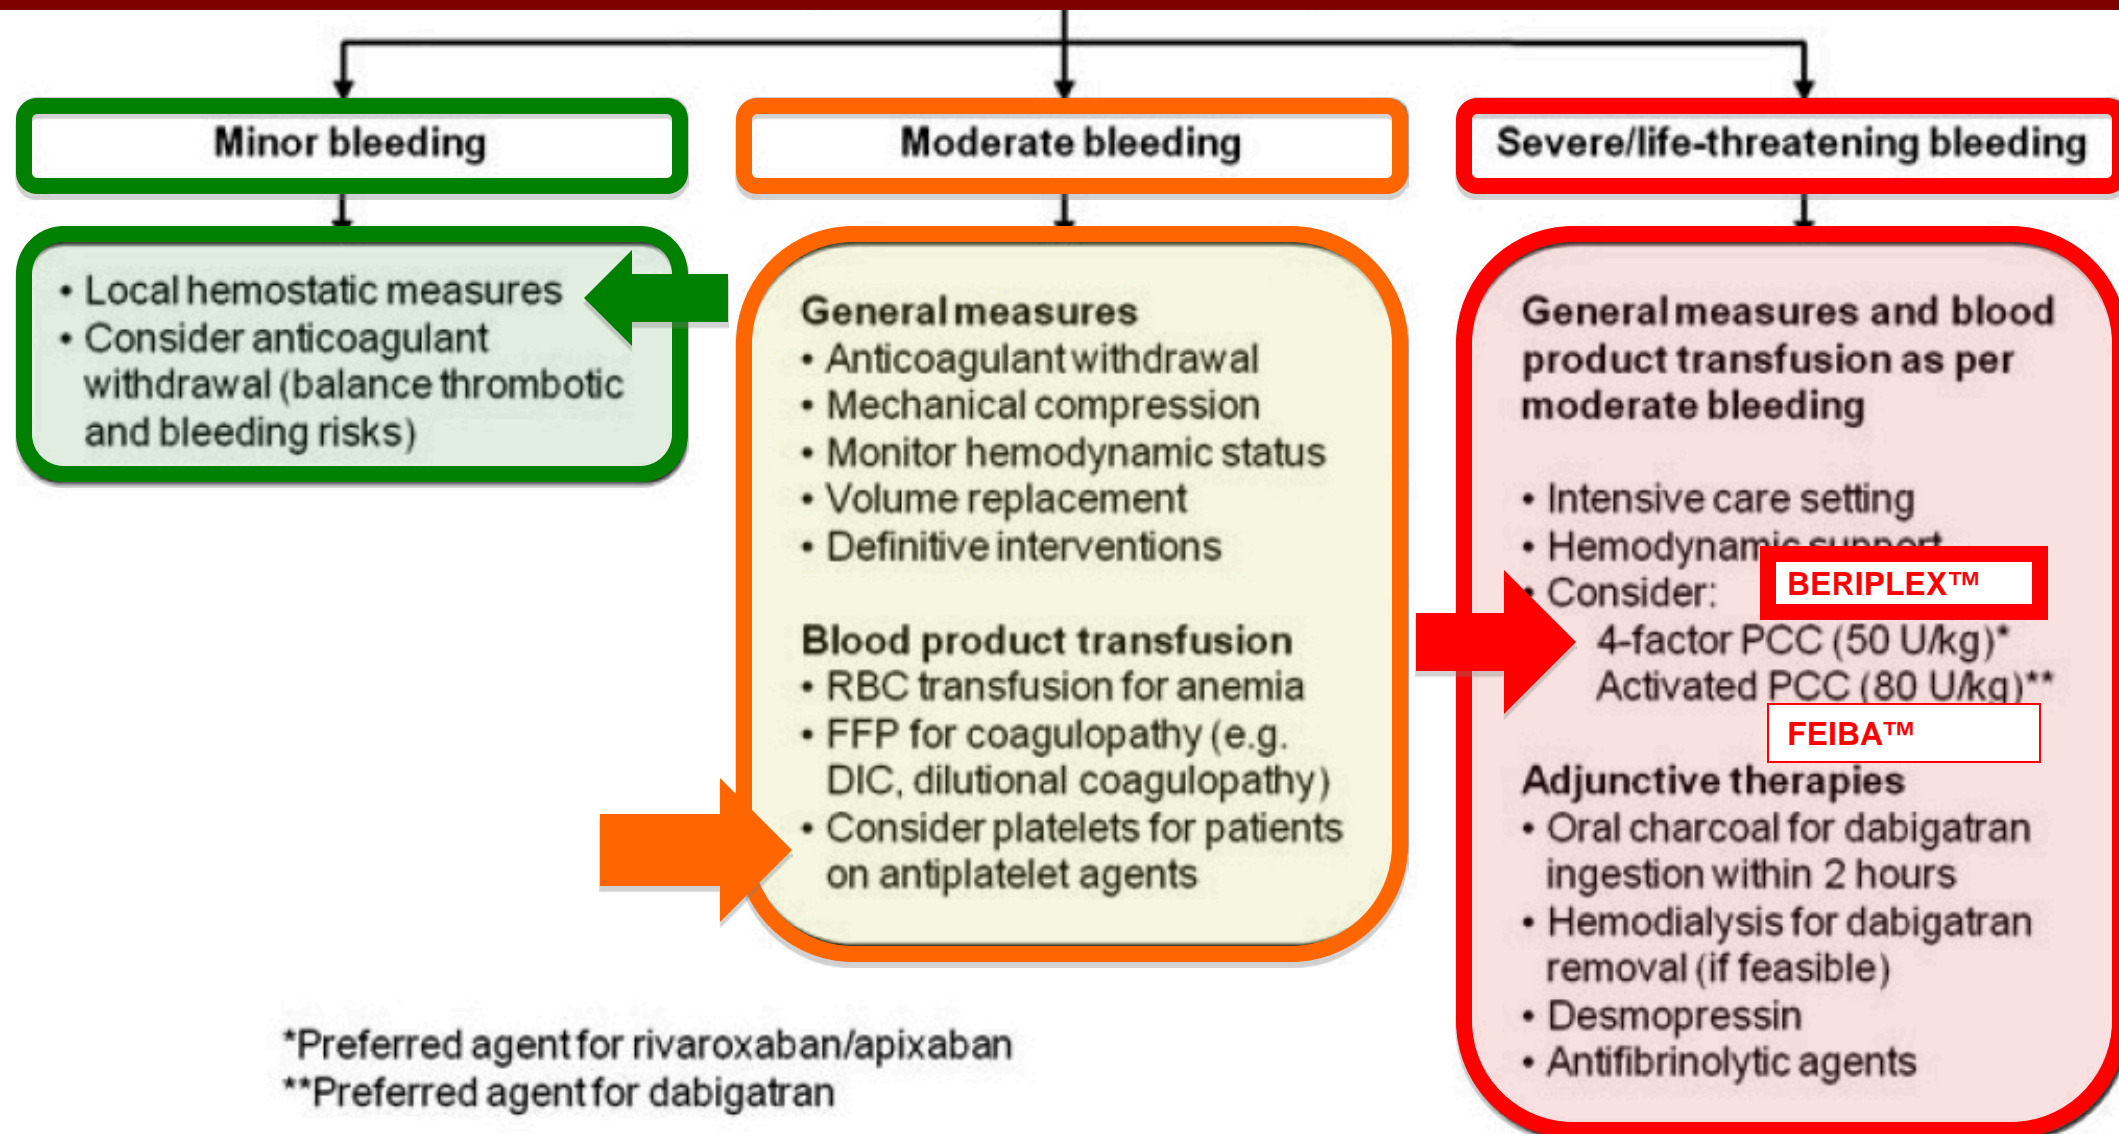 Minor bleeding
• Local hemostatic measures
• Consider anticoagulant
withdrawal (balance thrombotic
and bleeding risks)
Moderate bleeding
General measures
• Anticoagulant withdrawal
• Mechanical compression
• Monitor hemodynamic status
• Volume replacement
• Definitive interventions
Blood product transfusion
• RBC transfusion for anemia
• FFP for coagulopathy (e.g.
DIC, dilutional coagulopathy)
• Consider platelets for patients
on antiplatelet agents
Severe/life-threatening bleeding
General measures and blood
product transfusion as per
moderate bleeding
• Intensive care setting
• Hemodynamic support
• Consider:
BERIPLEX™
4-factor PCC (50 U/kg)*
Activated PCC (80 U/kg)**
FEIBA™
Adjunctive therapies
• Oral charcoal for dabigatran
ingestion within 2 hours
• Hemodialysis for dabigatran
removal (if feasible)
• Desmopressin
• Antifibrinolytic agents
*Preferred agent for rivaroxaban/apixaban
**Preferred agent for dabigatran